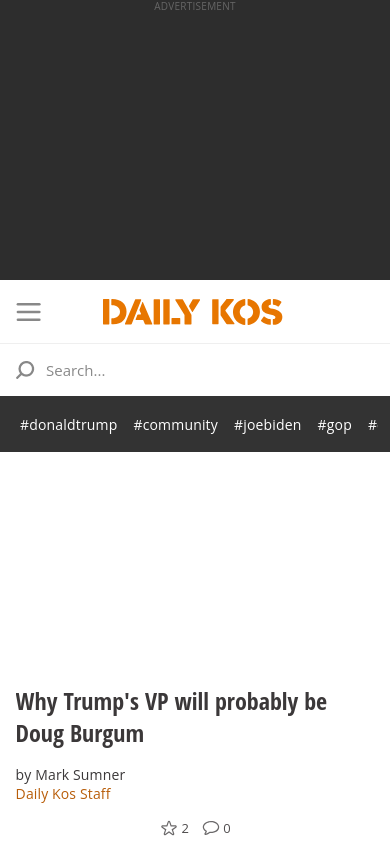 ADVERTISEMENT
DAILY KOS
Search...
#donaldtrump #community #joebiden #gop #
Why Trump's VP will probably be
Doug Burgum
by Mark Sumner
Daily Kos Staff
2 0